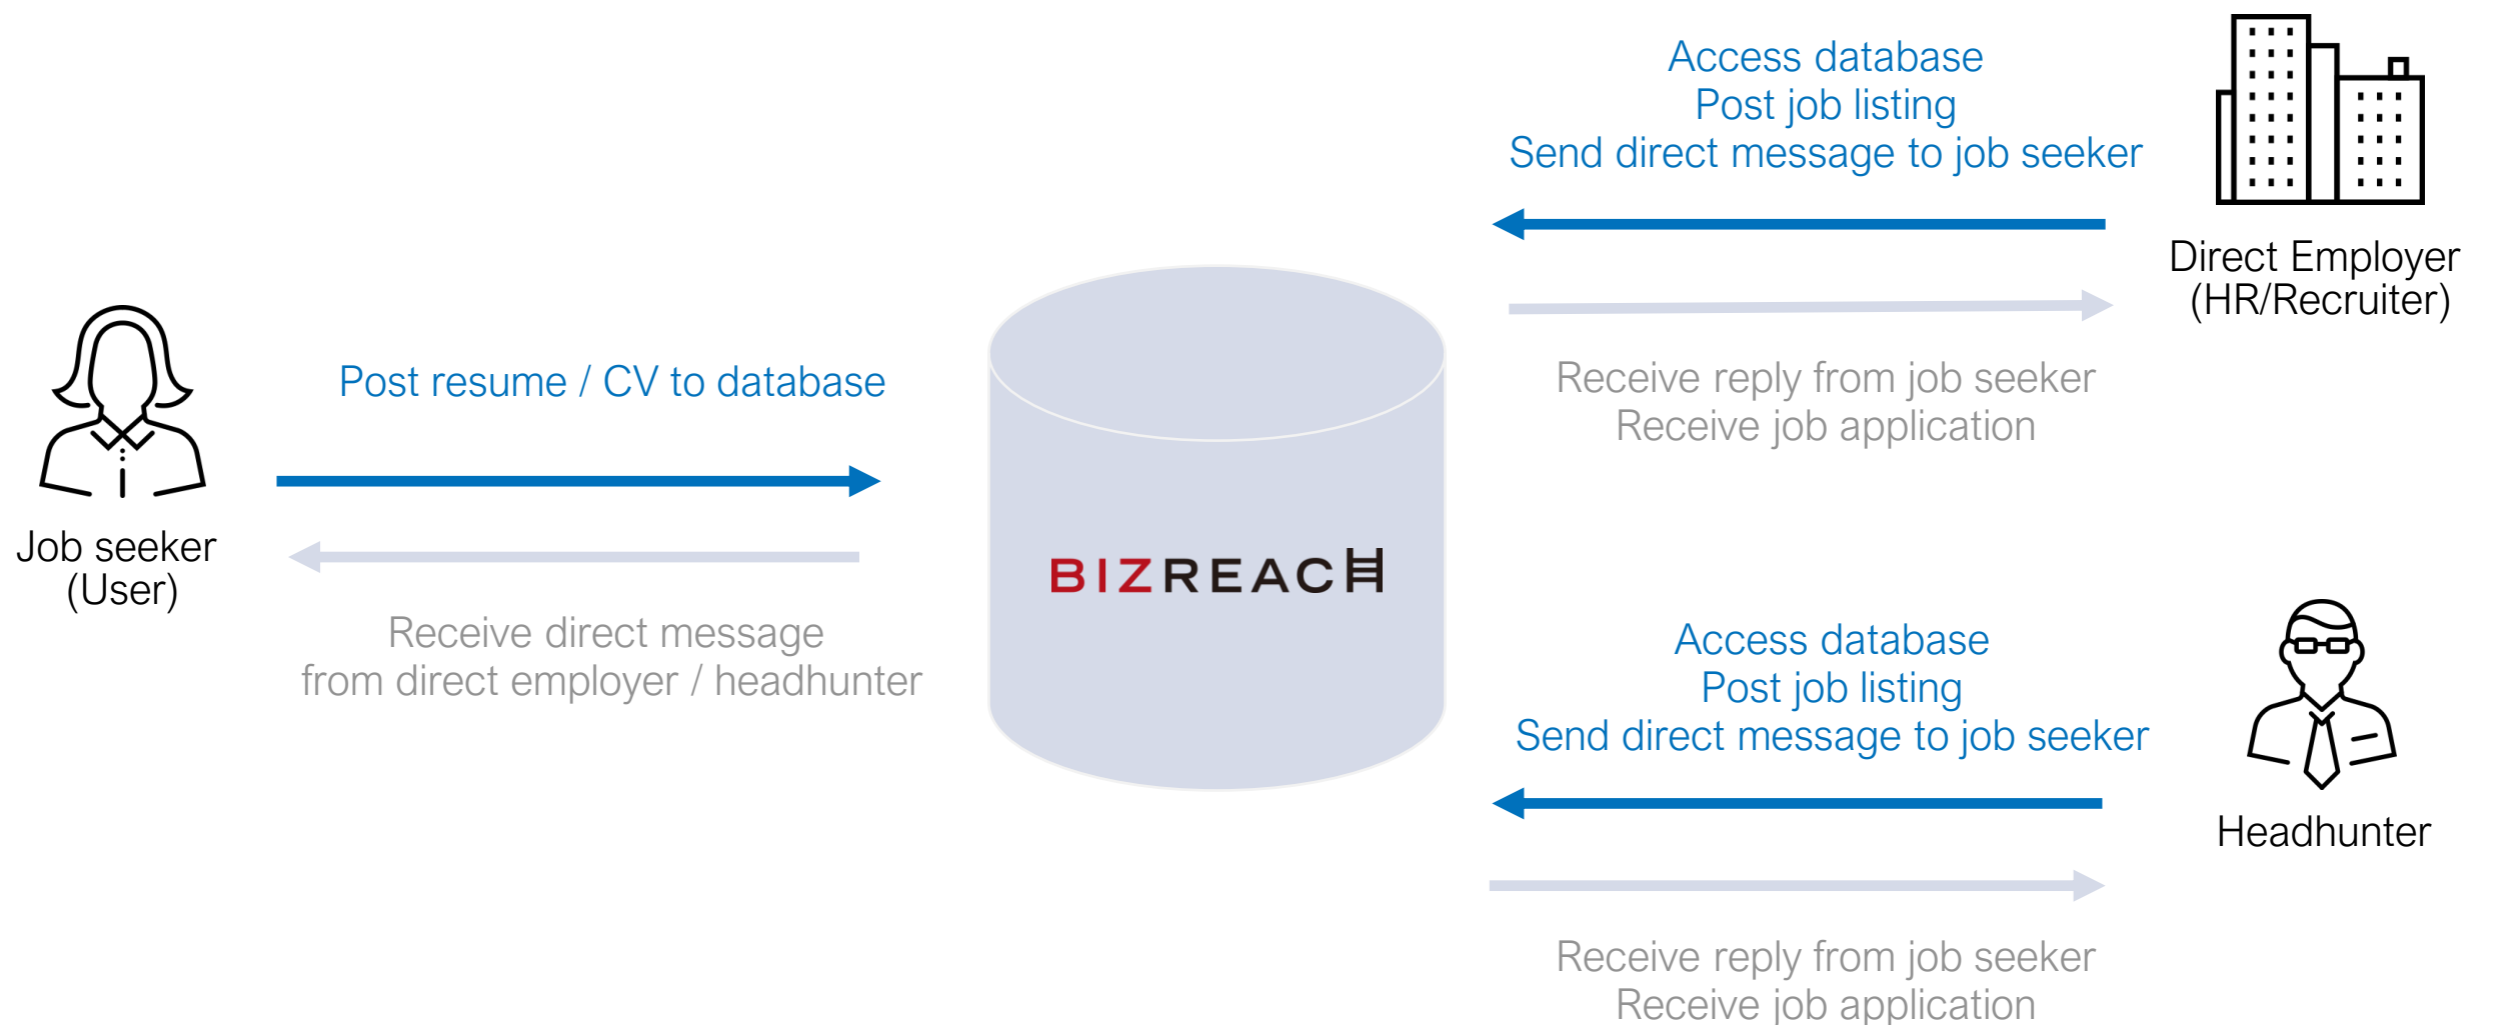 Access database
Post job listing
Send direct message to job seeker
Direct Employer
(HR/Recruiter)
Receive reply from job seeker
Receive job application
Post resume / CV to database
Job seeker
(User)
Receive direct message
from direct employer / headhunter
BIZREACH
Access database
Post job listing
Send direct message to job seeker
Headhunter
Receive reply from job seeker
Receive job application